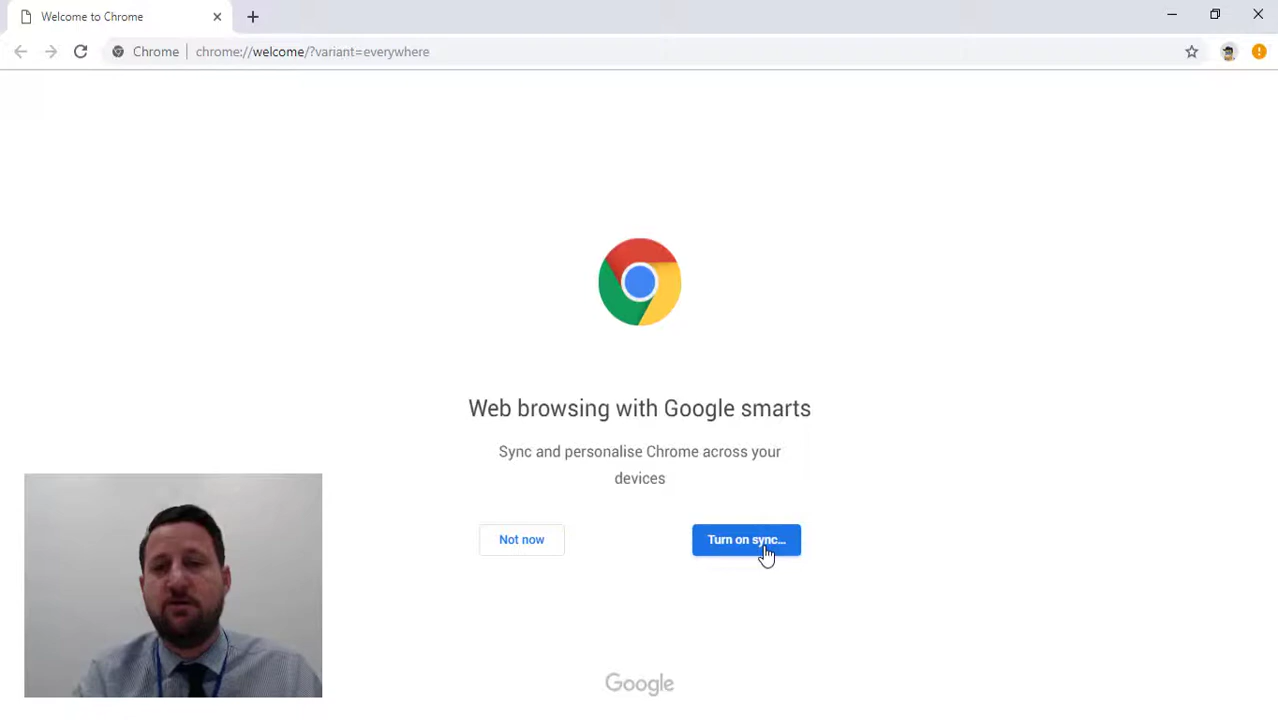 Welcome to Chrome
Chrome
chrome://welcome/?variant=everywhere
Web browsing with Google smarts
Sync and personalise Chrome across your
devices
Not now
Turn on sync...
Google